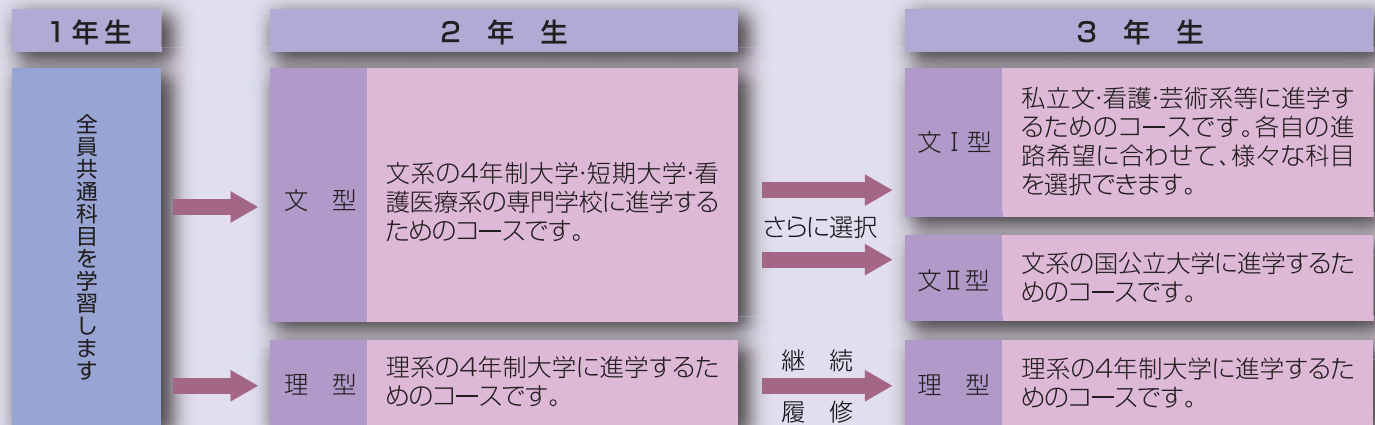 1年生
2 年 生
3 年 生
全員共通科目を学習します
文 型
文系の4年制大学・短期大学・看
護医療系の専門学校に進学する
ためのコースです。
さらに選択
文Ⅰ型
私立文・看護・芸術系等に進学す
るためのコースです。各自の進
路希望に合わせて、様々な科目
を選択できます。
文Ⅱ型
文系の国公立大学に進学するた
めのコースです。
理 型
理系の4年制大学に進学するた
めのコースです。
継 続
履 修
理 型
理系の4年制大学に進学するた
めのコースです。